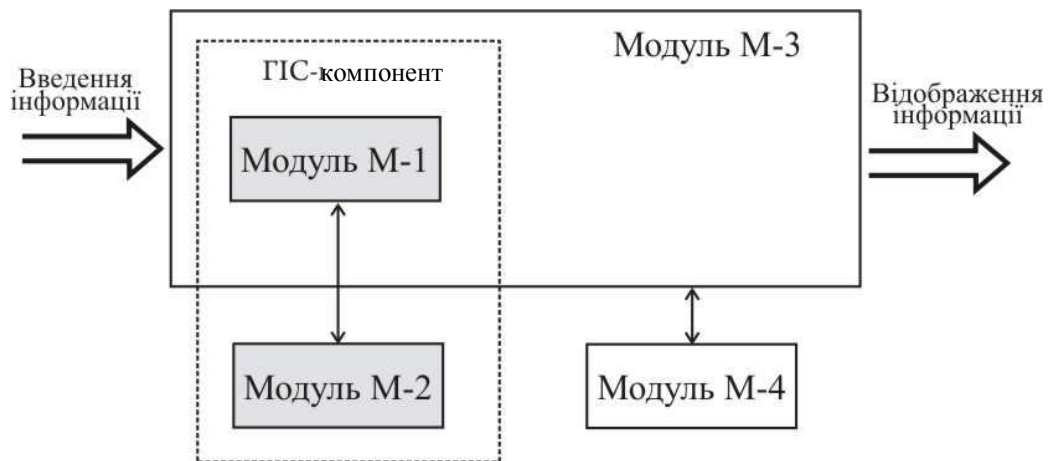 Модуль М-3
ГІС-компонент
Введення
інформації
Відображення
інформації
Модуль М-1
Модуль М-2
Модуль М-4